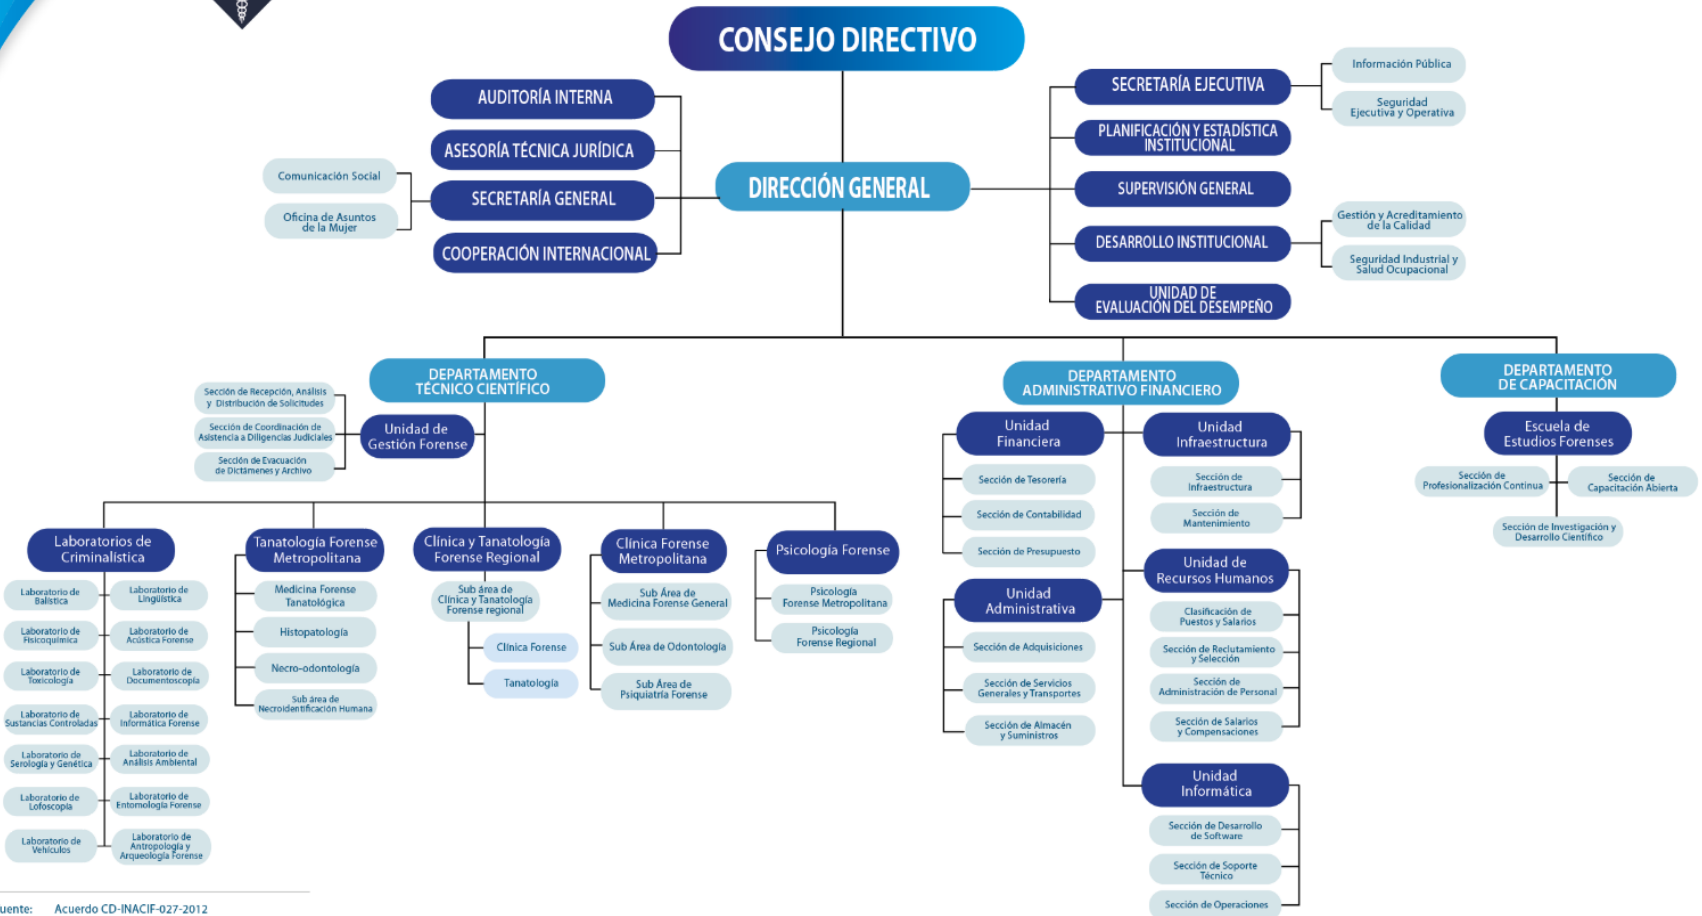 CONSEJO DIRECTIVO
AUDITORÍA INTERNA
ASESORÍA TÉCNICA JURÍDICA
SECRETARÍA GENERAL
COOPERACIÓN INTERNACIONAL
Comunicación Social
Oficina de Asuntos
de la Mujer
DIRECCIÓN GENERAL
SECRETARÍA EJECUTIVA
PLANIFICACIÓN Y ESTADÍSTICA
INSTITUCIONAL
SUPERVISIÓN GENERAL
DESARROLLO INSTITUCIONAL
UNIDAD DE
EVALUACIÓN DEL DESEMPEÑO
Información Pública
Seguridad
Ejecutiva y Operativa
Gestión y Acreditamiento
de la Calidad
Seguridad Industrial y
Salud Ocupacional
DEPARTAMENTO
TÉCNICO CIENTÍFICO
Unidad de
Gestión Forense
Sección de Recepción, Análisis
y Distribución de Solicitudes
Sección de Coordinación de
Asistencia a Diligencias Judiciales
Sección de Evacuación
de Dictámenes y Archivo
Laboratorios de
Criminalística
Laboratorio de
Balística
Laboratorio de
Lingüística
Laboratorio de
Fisicoquímica
Laboratorio de
Acústica Forense
Laboratorio de
Toxicología
Laboratorio de
Documentoscopía
Laboratorio de
Sustancias Controladas
Laboratorio de
Informática Forense
Laboratorio de
Serología y Genética
Laboratorio de
Análisis Ambiental
Laboratorio de
Lofoscopía
Laboratorio de
Entomología Forense
Laboratorio de
Vehículos
Laboratorio de
Antropología y
Arqueología Forense
Tanatología Forense
Metropolitana
Medicina Forense
Tanatológica
Histopatología
Necro-odontología
Sub área de
Necroidentificación Humana
Clínica y Tanatología
Forense Regional
Sub área de
Clínica y Tanatología
Forense regional
Clínica Forense
Tanatología
Clínica Forense
Metropolitana
Sub Área de
Medicina Forense General
Sub Área de Odontología
Sub Área de
Psiquiatría Forense
Psicología Forense
Psicología
Forense Metropolitana
Psicología
Forense Regional
DEPARTAMENTO
ADMINISTRATIVO FINANCIERO
Unidad
Financiera
Sección de Tesorería
Sección de Contabilidad
Sección de Presupuesto
Unidad
Administrativa
Sección de Adquisiciones
Sección de Servicios
Generales y Transportes
Sección de Almacén
y Suministros
Unidad
Infraestructura
Sección de
Infraestructura
Sección de
Mantenimiento
Unidad de
Recursos Humanos
Clasificación de
Puestos y Salarios
Sección de Reclutamiento
y Selección
Sección de
Administración de Personal
Sección de Salarios
y Compensaciones
Unidad
Informática
Sección de Desarrollo
de Software
Sección de Soporte
Técnico
Sección de Operaciones
DEPARTAMENTO
DE CAPACITACIÓN
Escuela de
Estudios Forenses
Sección de
Profesionalización Continua
Sección de
Capacitación Abierta
Sección de Investigación y
Desarrollo Científico
uente: Acuerdo CD-INACIF-027-2012